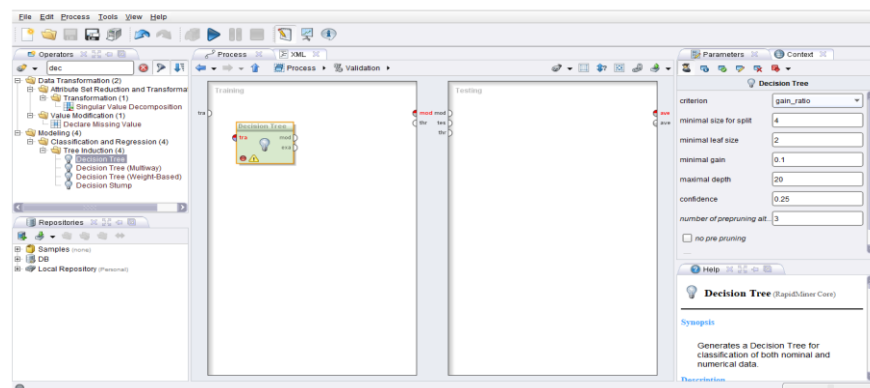 File Edit Process Tools View Help
Operators
dec
Data Transformation (2)
Attribute Set Reduction and Transforma
Transformation (1)
Singular Value Decomposition
Value Modification (1)
Declare Missing Value
Modeling (4)
Classification and Regression (4)
Tree Induction (4)
Decision Tree
Decision Tree (Multiway)
Decision Tree (Weight-Based)
Decision Stump
Repositories
Samples (none)
DB
Local Repository (Personal)
Process XML
Process Validation
Training
tra
Decision Tree
tra mod
exa
mod
thr
Testing
mod
tes
thr
ave
ave
Parameters Context
Decision Tree
criterion gain_ratio
minimal size for split 4
minimal leaf size 2
minimal gain 0.1
maximal depth 20
confidence 0.25
number of prepruning alt... 3
no pre pruning
Help
Decision Tree (RapidMiner Core)
Synopsis
Generates a Decision Tree for
classification of both nominal and
numerical data.
Description